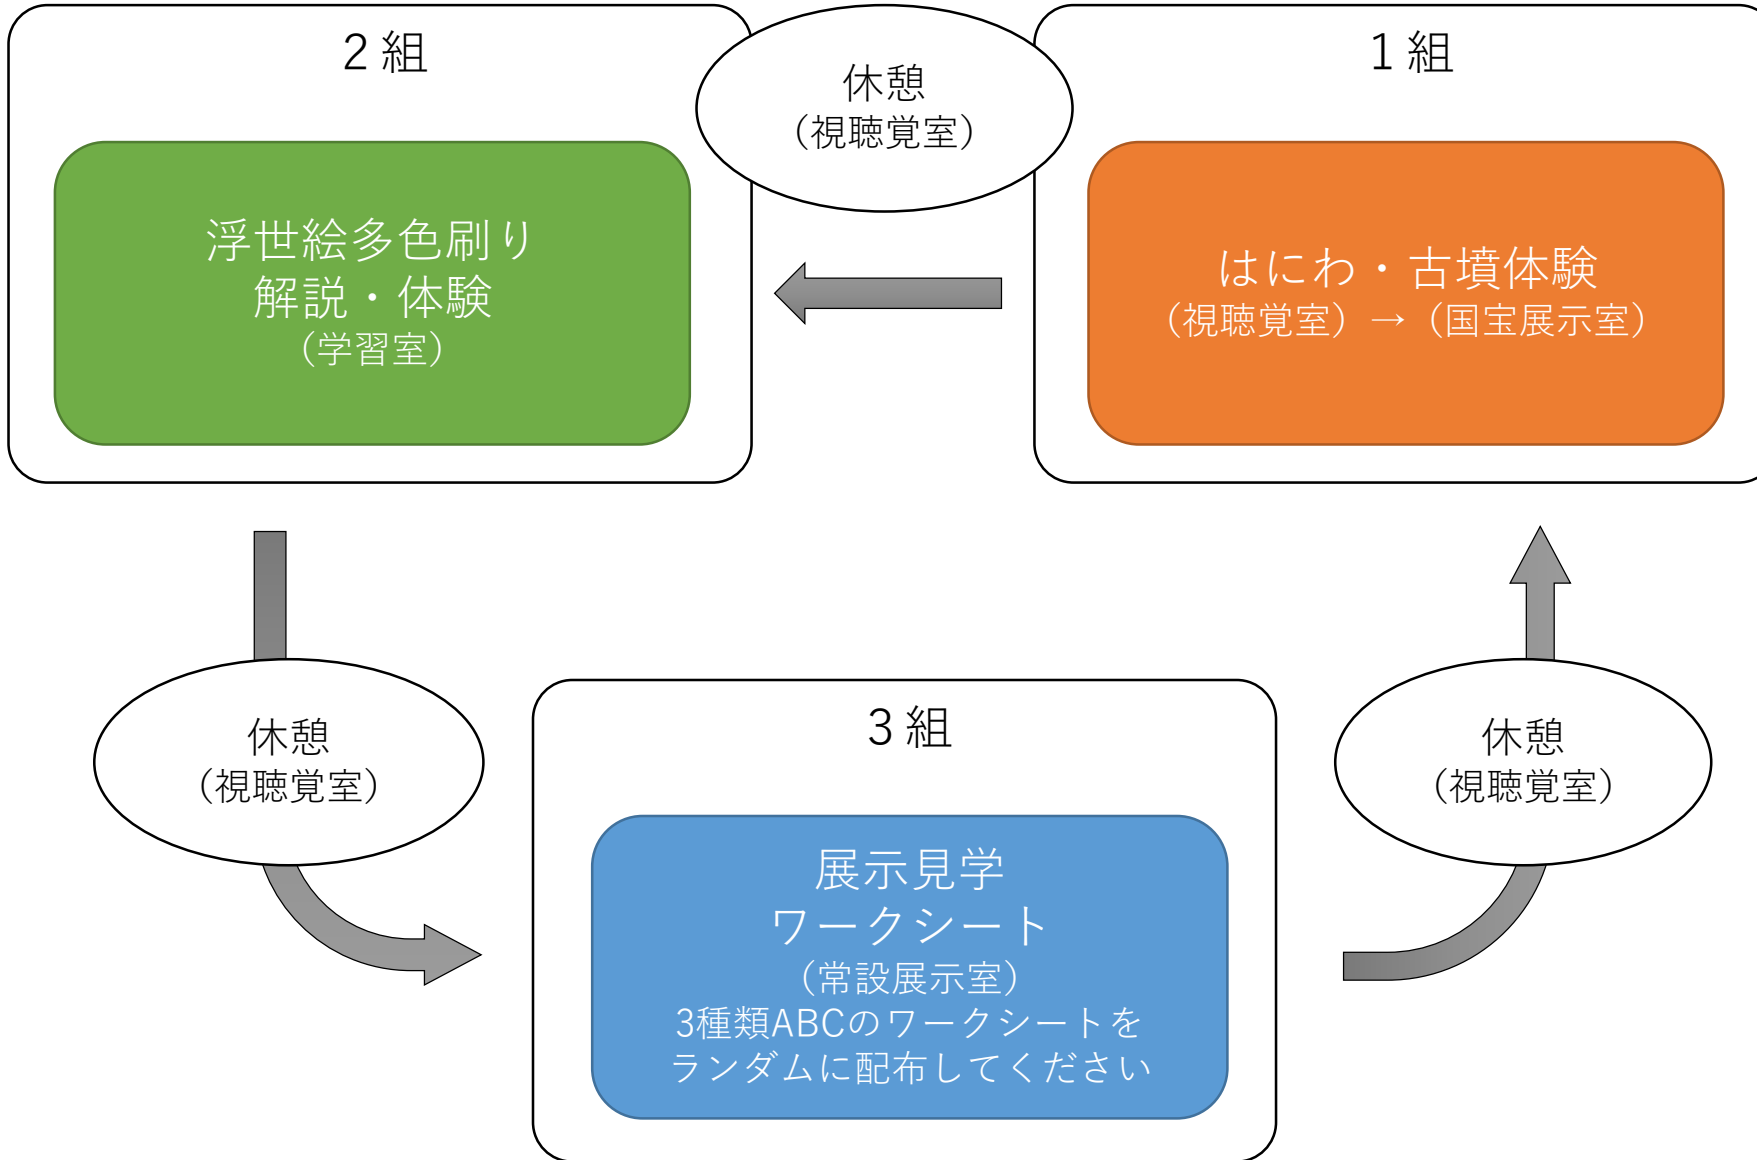 2組
浮世絵多色刷り
解説・体験
（学習室）
休憩
（視聴覚室）
1組
はにわ・古墳体験
（視聴覚室）→（国宝展示室）
休憩
（視聴覚室）
3組
展示見学
ワークシート
（常設展示室）
3種類ABCのワークシートを
ランダムに配布してください
休憩
（視聴覚室）